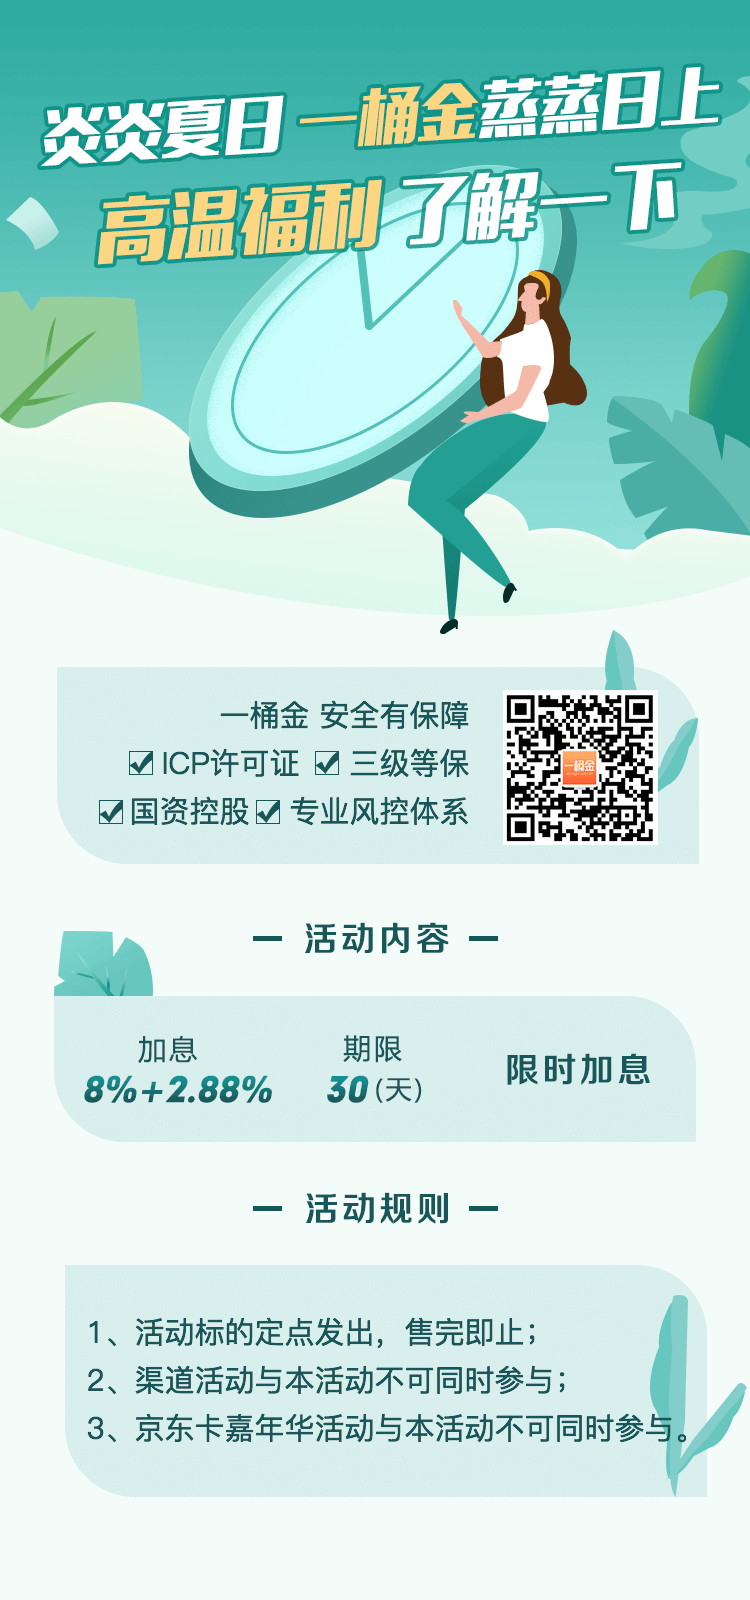 炎炎夏日 一桶金蒸蒸日上
高温福利 了解一下
一桶金 安全有保障
ICP许可证 三级等保
国资控股 专业风控体系
一桶金
活动内容
加息 期限
8%+2.88% 30(天) 限时加息
活动规则
1、活动标的定点发出，售完即止；
2、渠道活动与本活动不可同时参与；
3、京东卡嘉年华活动与本活动不可同时参与。